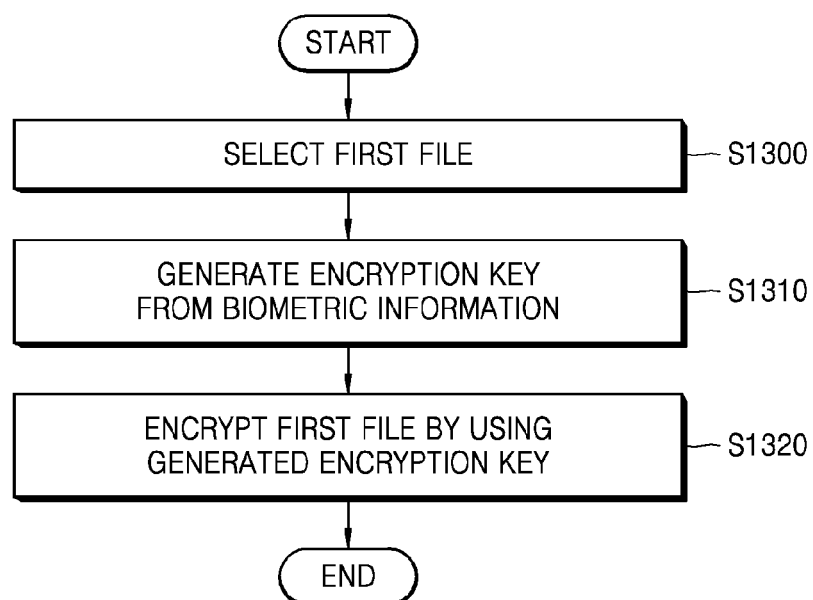 START
SELECT FIRST FILE
S1300
GENERATE ENCRYPTION KEY
FROM BIOMETRIC INFORMATION
S1310
ENCRYPT FIRST FILE BY USING
GENERATED ENCRYPTION KEY
S1320
END